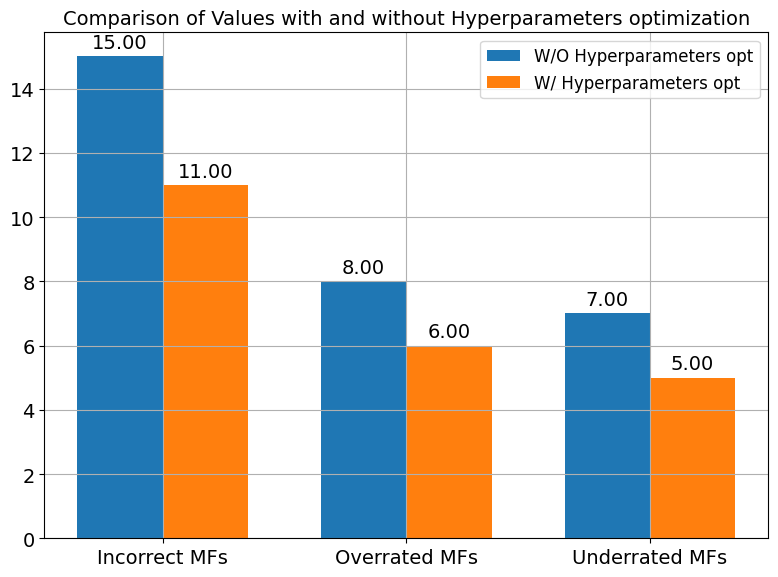 Comparison of Values with and without Hyperparameters optimization
W/O Hyperparameters opt
W/ Hyperparameters opt
15.00
11.00
8.00
6.00
7.00
5.00
14
12
10
8
6
4
2
0
Incorrect MFs
Overrated MFs
Underrated MFs